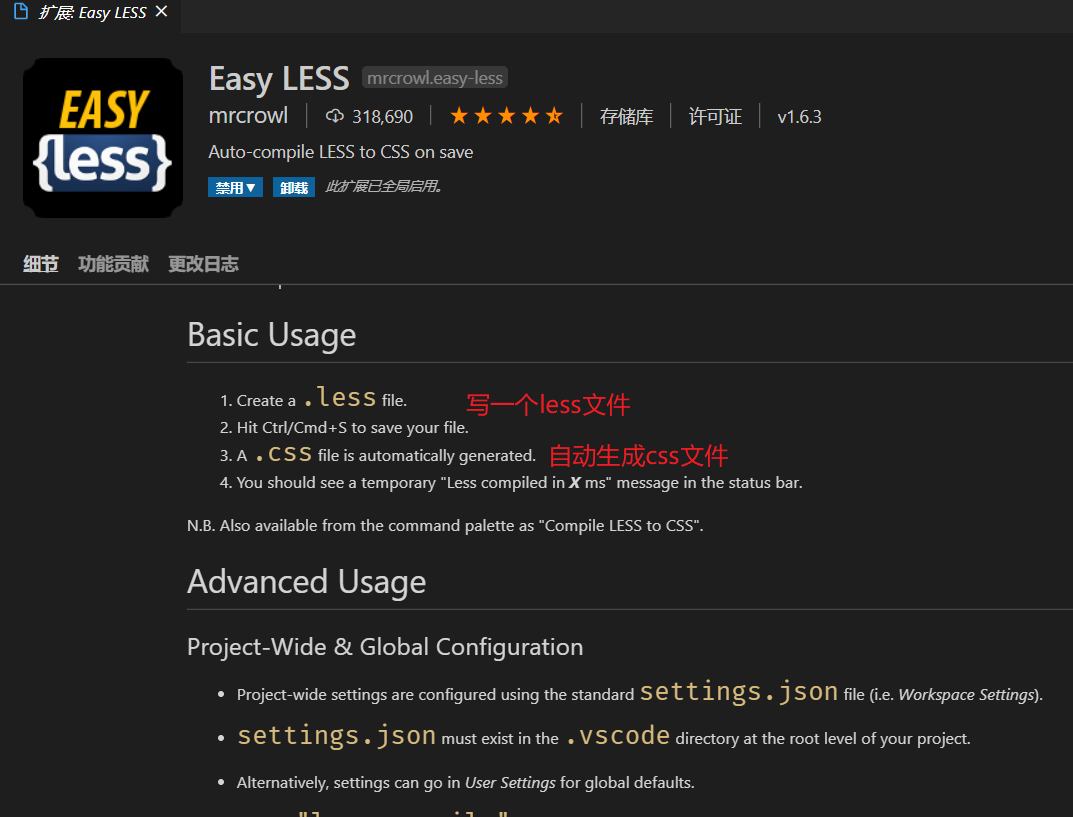 扩展: Easy LESS
EASY
{less}
Easy LESS mrcrowl.easy-less
mrcrowl 318,690 存储库 许可证 v1.6.3
Auto-compile LESS to CSS on save
禁用 卸载 此扩展已全局启用。
细节 功能贡献 更改日志
Basic Usage
1. Create a .less file. 写一个less文件
2. Hit Ctrl/Cmd+S to save your file.
3. A .css file is automatically generated. 自动生成css文件
4. You should see a temporary "Less compiled in X ms" message in the status bar.
N.B. Also available from the command palette as "Compile LESS to CSS".
Advanced Usage
Project-Wide & Global Configuration
• Project-wide settings are configured using the standard settings.json file (i.e. Workspace Settings).
• settings.json must exist in the .vscode directory at the root level of your project.
• Alternatively, settings can go in User Settings for global defaults.